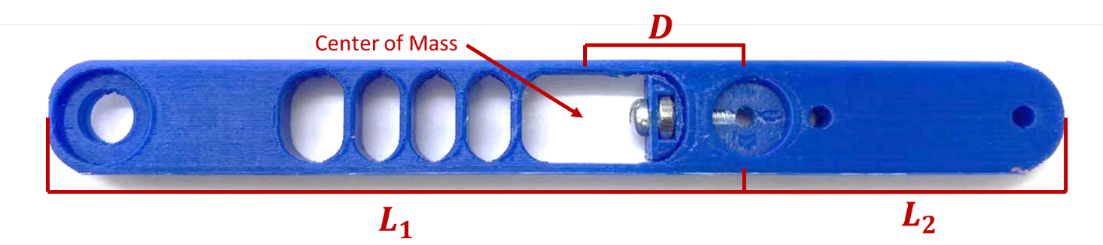 Center of Mass
D
L₁
L₂